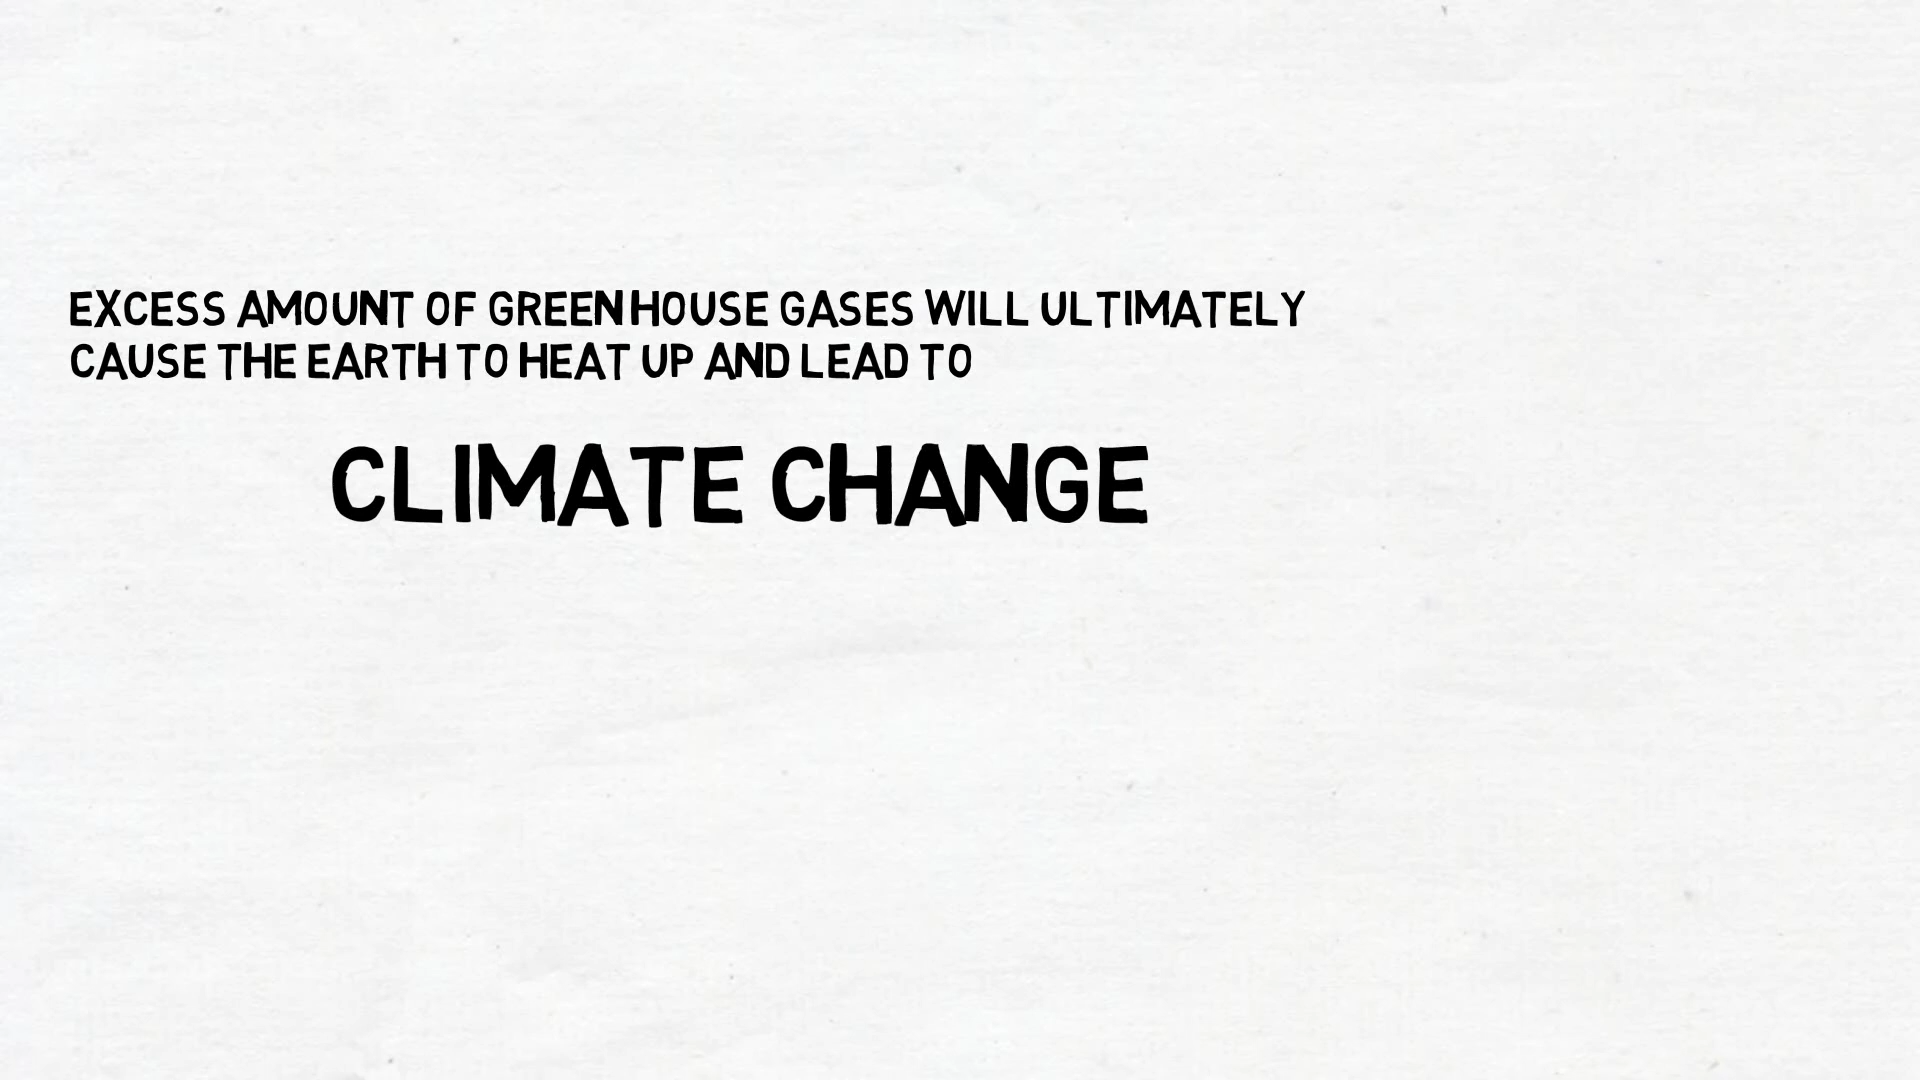 EXCESS AMOUNT OF GREENHOUSE GASES WILL ULTIMATELY
CAUSE THE EARTH TO HEAT UP AND LEAD TO
CLIMATE CHANGE